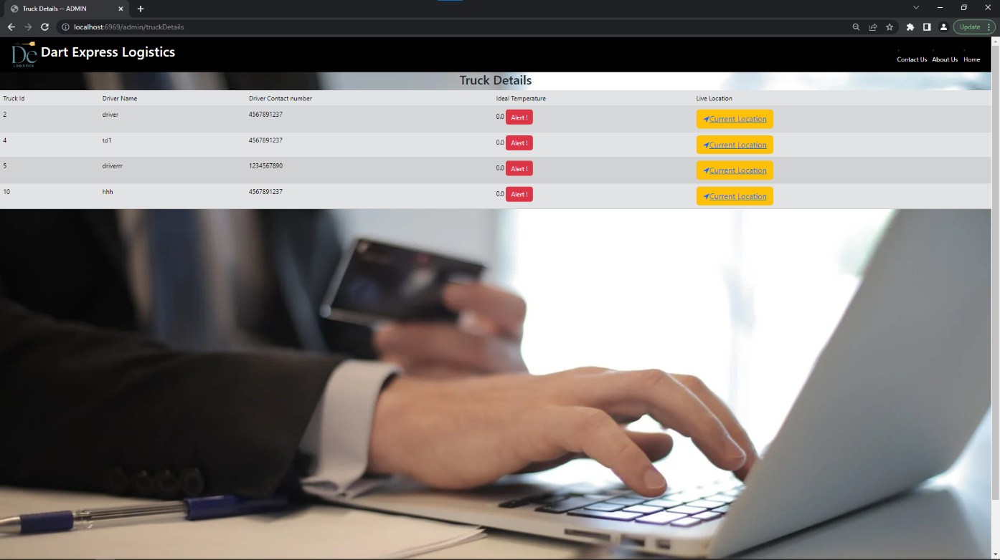 Truck Details -- ADMIN
localhost:6969/admin/truckDetails
Update
De
LOGISTICS
Dart Express Logistics
Contact Us About Us Home
Truck Details
Truck Id Driver Name Driver Contact number Ideal Temperature Live Location
2 driver 4567891237 0.0 Alert ! Current Location
4 td1 4567891237 0.0 Alert ! Current Location
5 driverrr 1234567890 0.0 Alert ! Current Location
10 hhh 4567891237 0.0 Alert ! Current Location